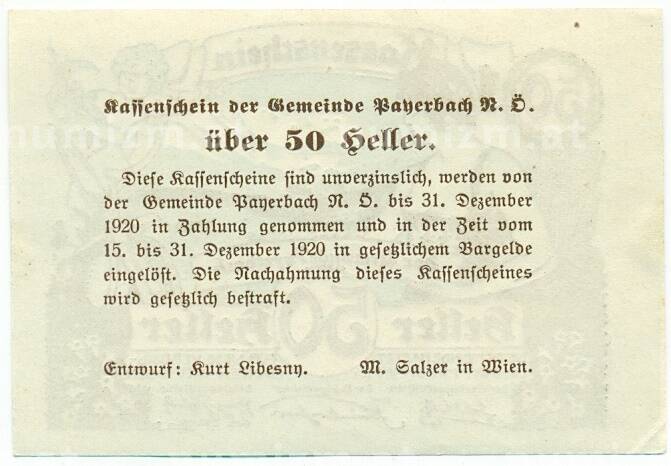 Kassenschein der Gemeinde Payerbach N. Ö.
über 50 Heller.
Diese Kassenscheine sind unverzinslich, werden von
der Gemeinde Payerbach N. Ö. bis 31. Dezember
1920 in Zahlung genommen und in der Zeit vom
15. bis 31. Dezember 1920 in gesetzlichem Bargelde
eingelöst. Die Nachahmung dieses Kassenscheines
wird gesetzlich bestraft.
Entwurf: Kurt Libesny. M. Salzer in Wien.